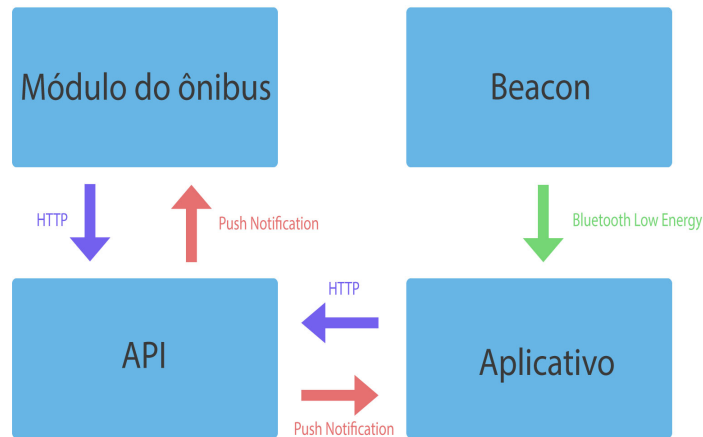 Módulo do ônibus
Beacon
HTTP
Push Notification
Bluetooth Low Energy
HTTP
API
Aplicativo
Push Notification